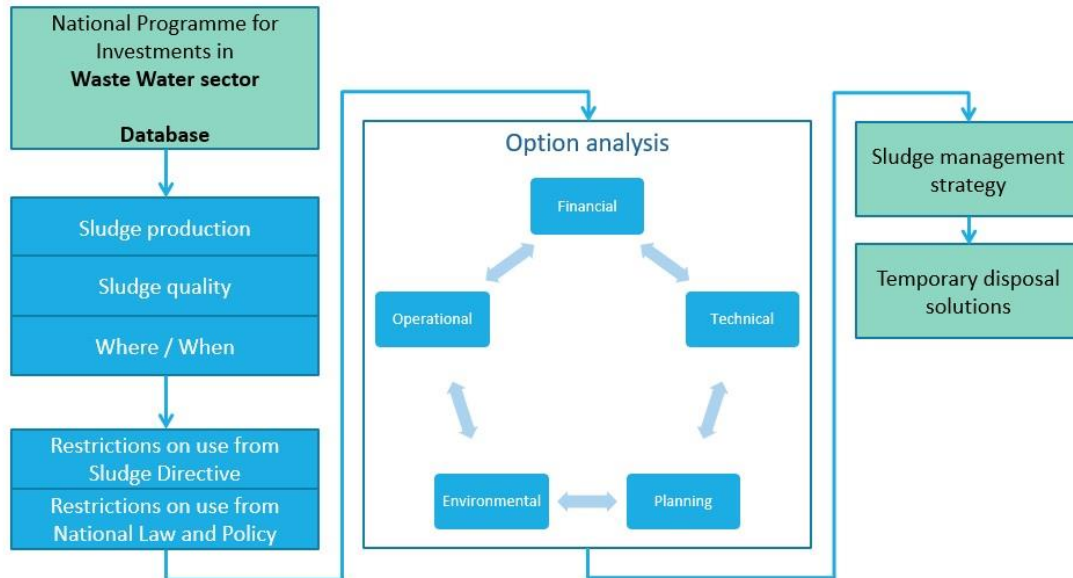 National Programme for
Investments in
Waste Water sector
Database
Sludge production
Sludge quality
Where / When
Restrictions on use from
Sludge Directive
Restrictions on use from
National Law and Policy
Option analysis
Financial
Operational
Technical
Environmental
Planning
Sludge management
strategy
Temporary disposal
solutions